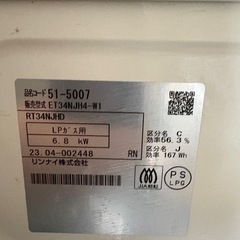 品名コード 51-5007
販売型式 ET34NJH4-W1
RT34NJHD
LPガス用
6.8 kW
区分名 C
効率56.3 %
区分名 J
効率 167 Wh
23.04-002448 RN
リンナイ株式会社
JIA
PS
LPG